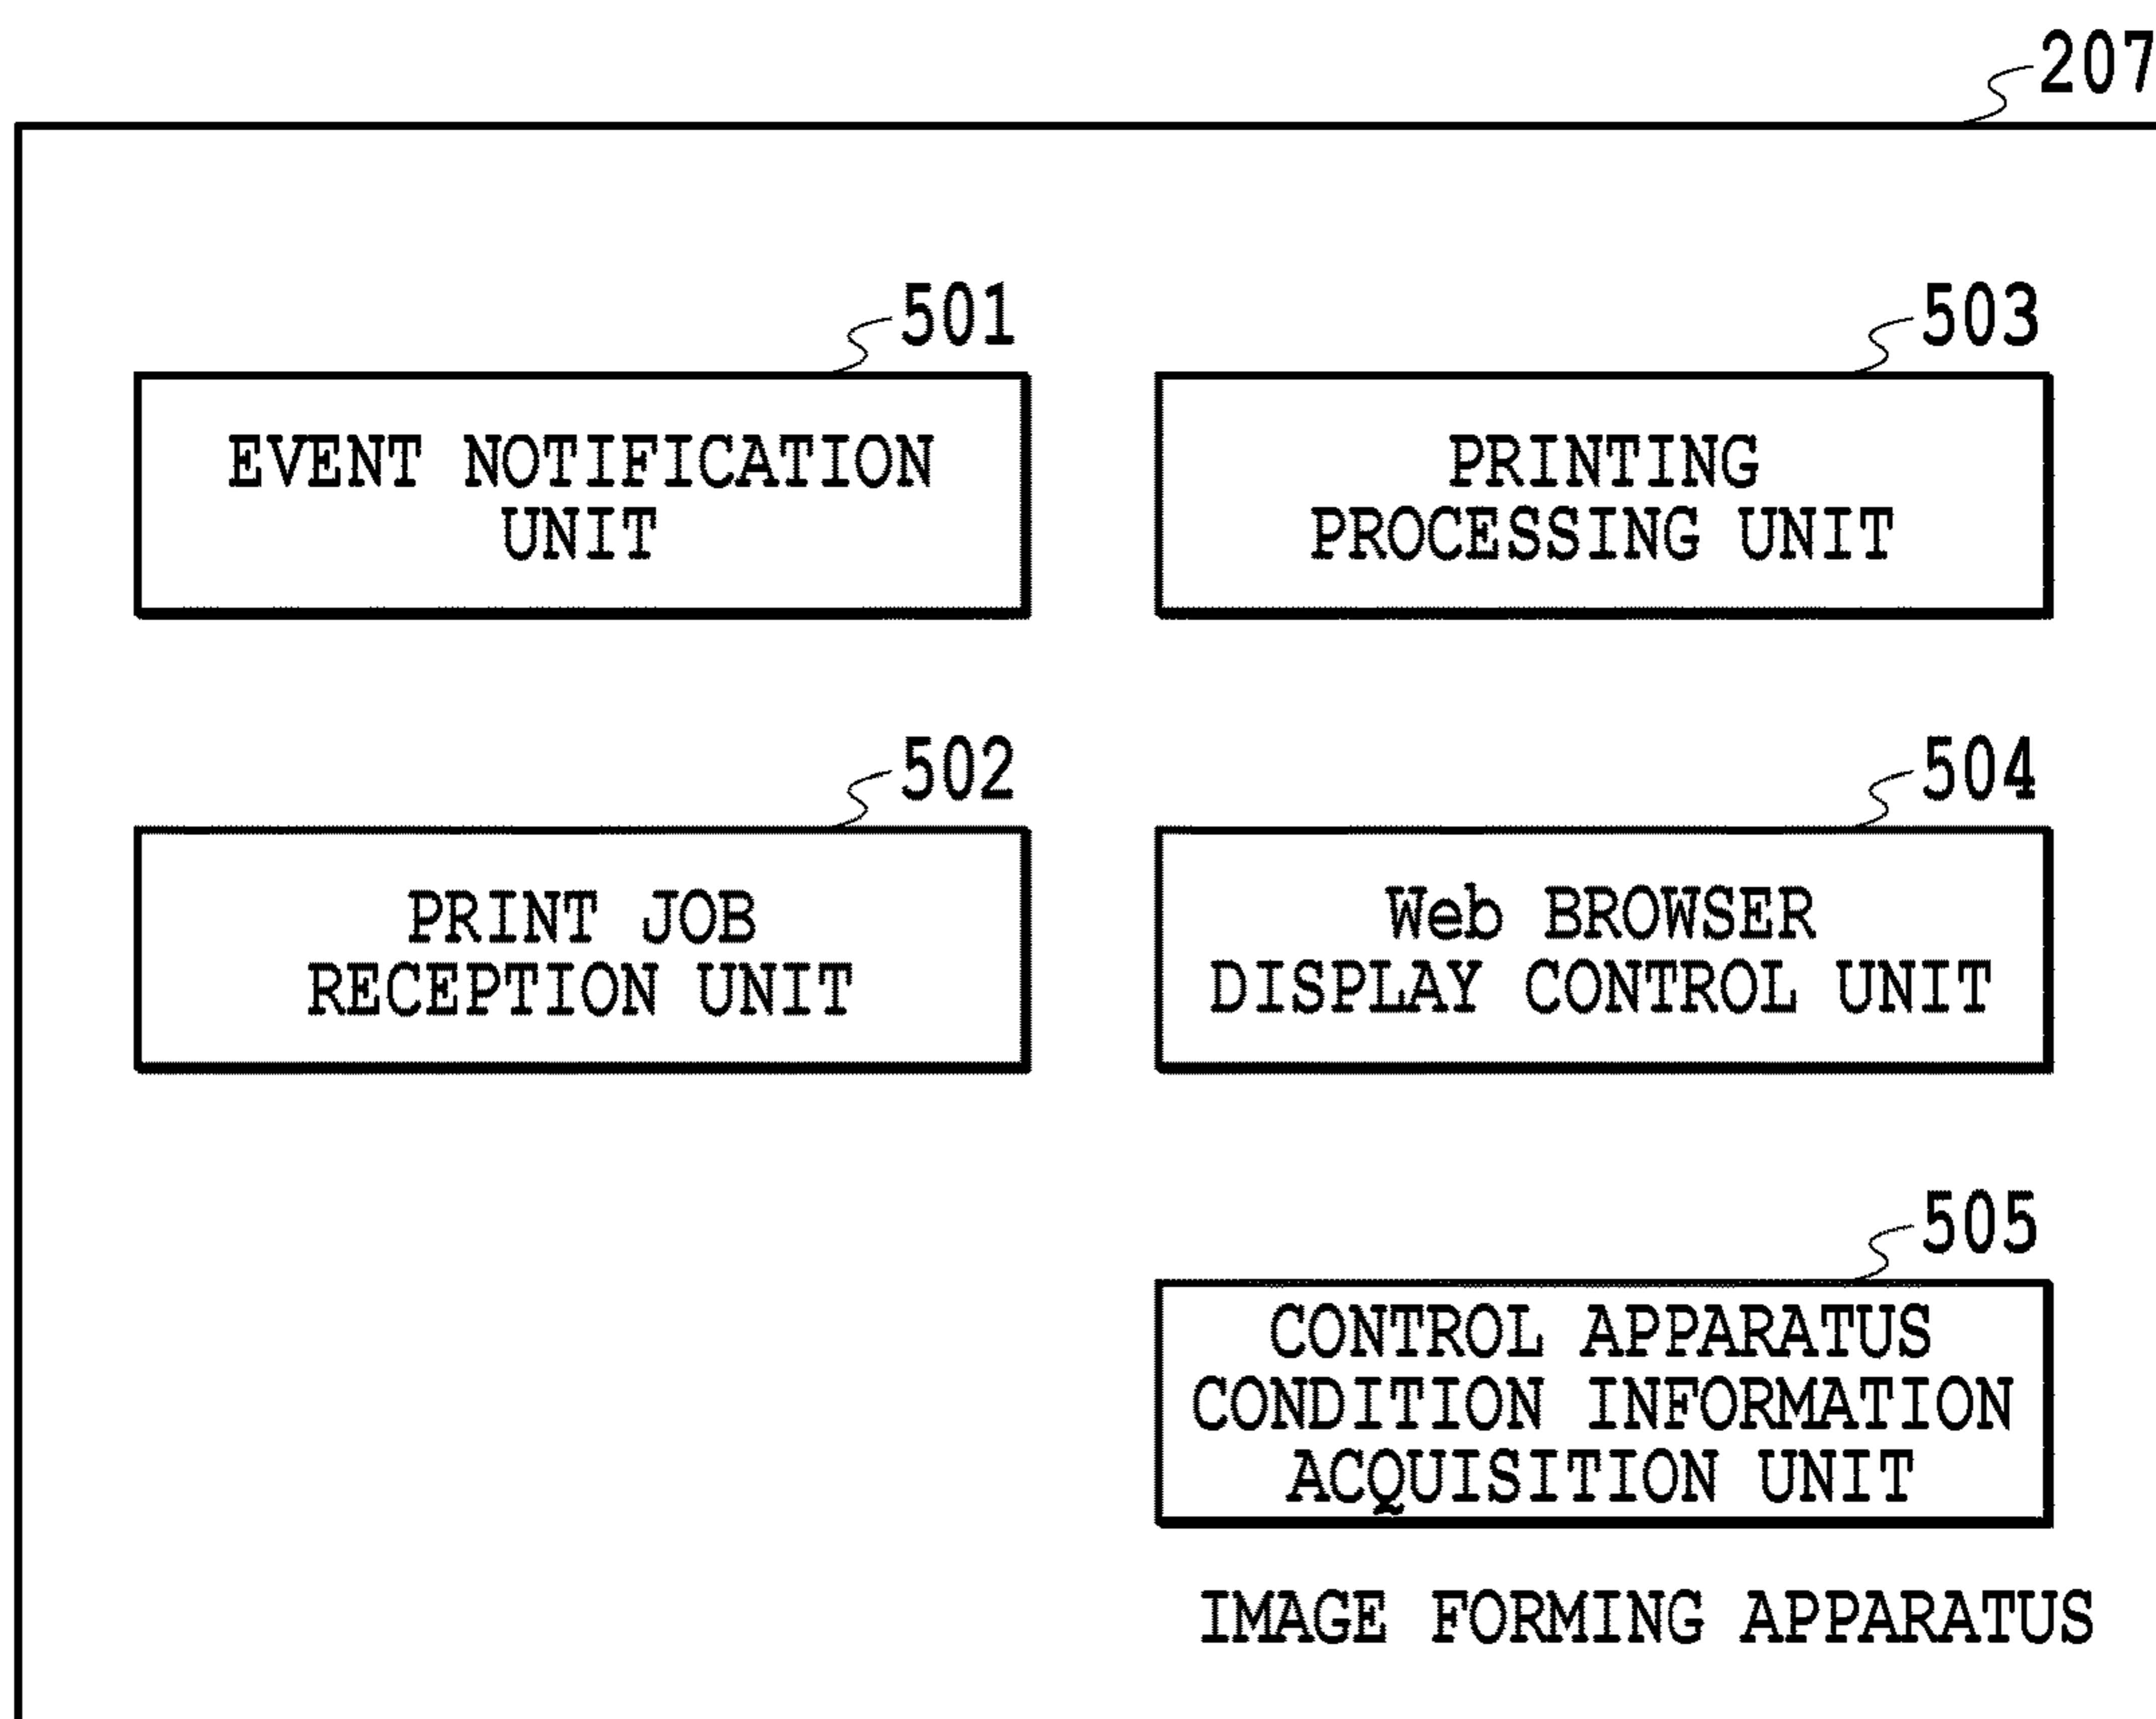 207
501
EVENT NOTIFICATION
UNIT
503
PRINTING
PROCESSING UNIT
502
PRINT JOB
RECEPTION UNIT
504
Web BROWSER
DISPLAY CONTROL UNIT
505
CONTROL APPARATUS
CONDITION INFORMATION
ACQUISITION UNIT
IMAGE FORMING APPARATUS